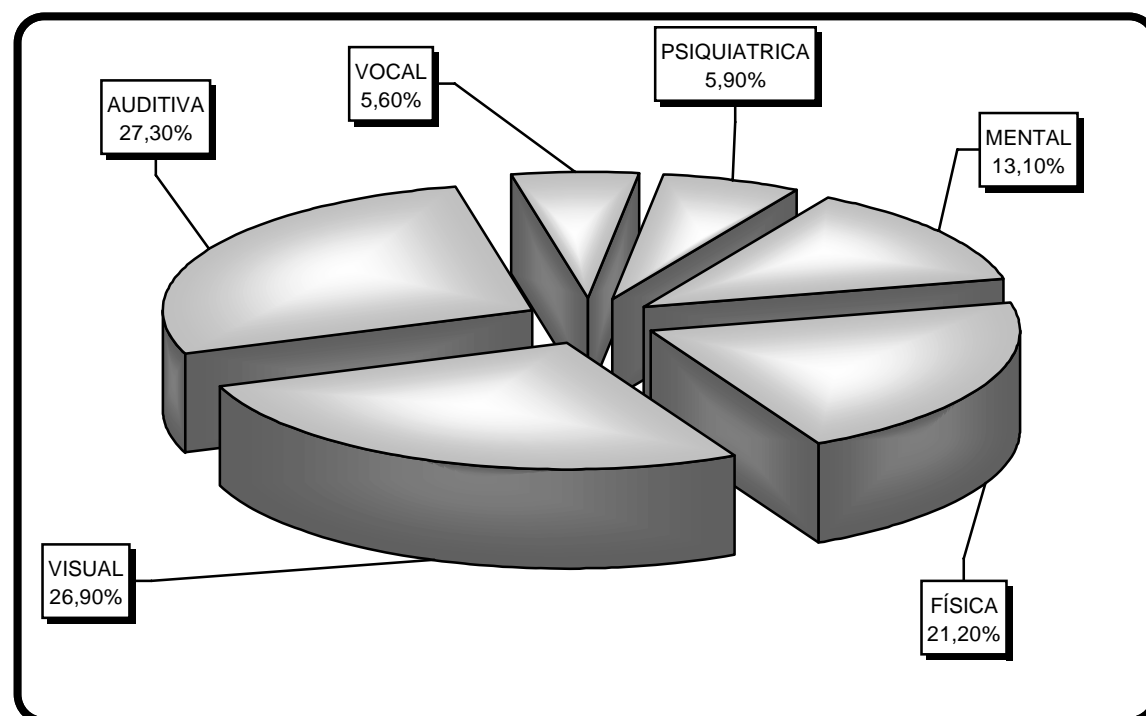 PSIQUIATRICA
5,90%
VOCAL
5,60%
AUDITIVA
27,30%
MENTAL
13,10%
VISUAL
26,90%
FÍSICA
21,20%